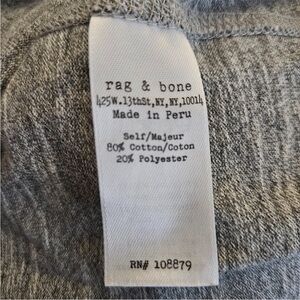 rag & bone
425W.13thSt,NY,NY,10014
Made in Peru
Self/Majeur
80% Cotton/Coton
20% Polyester
RN# 108879